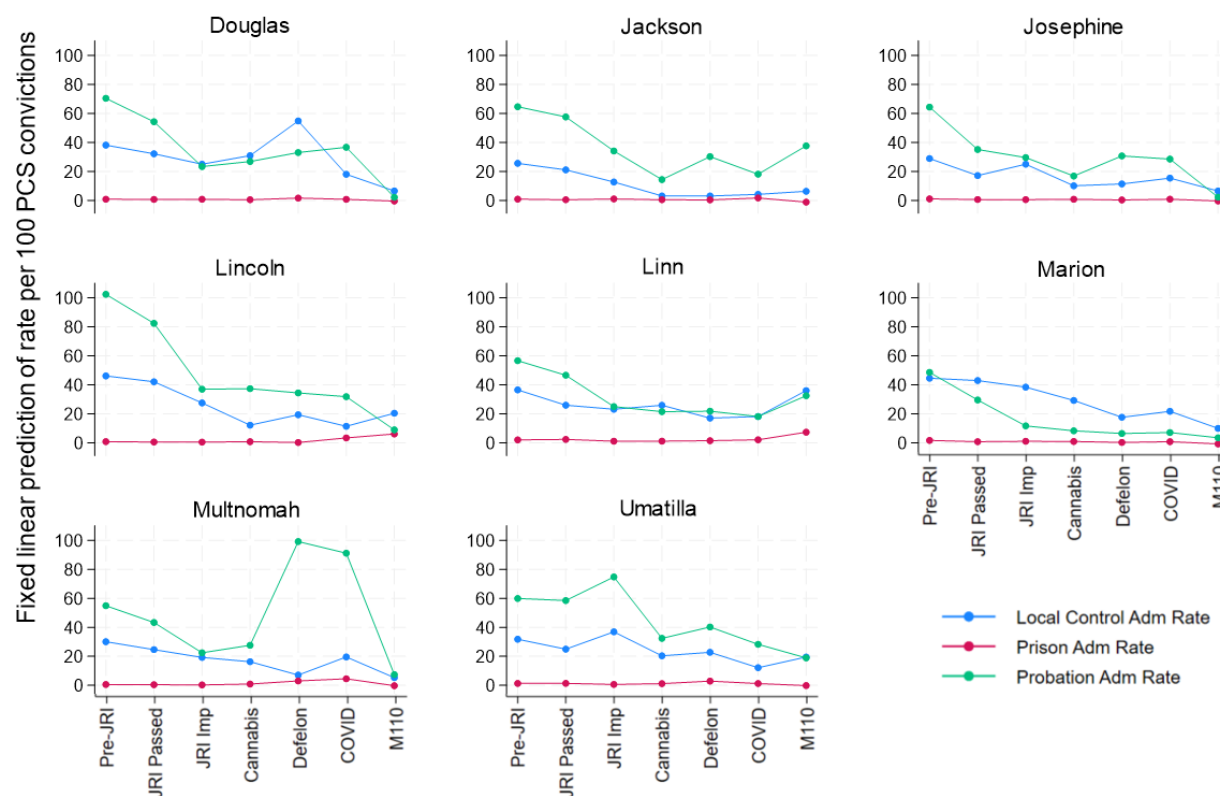 Fixed linear prediction of rate per 100 PCS convictions
Douglas
100
80
60
40
20
0
Jackson
100
80
60
40
20
0
Josephine
100
80
60
40
20
0
Lincoln
100
80
60
40
20
0
Linn
100
80
60
40
20
0
Marion
100
80
60
40
20
0
Pre-JRI
JRI Passed
JRI Imp
Cannabis
Defelon
COVID
M110
Multnomah
100
80
60
40
20
0
Pre-JRI
JRI Passed
JRI Imp
Cannabis
Defelon
COVID
M110
Umatilla
100
80
60
40
20
0
Pre-JRI
JRI Passed
JRI Imp
Cannabis
Defelon
COVID
M110
Local Control Adm Rate
Prison Adm Rate
Probation Adm Rate